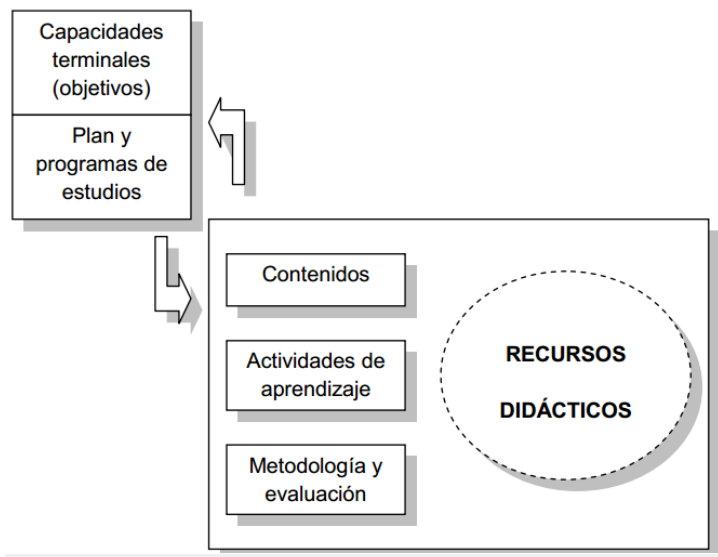 Capacidades
terminales
(objetivos)
Plan y
programas de
estudios
Contenidos
Actividades de
aprendizaje
Metodología y
evaluación
RECURSOS
DIDÁCTICOS